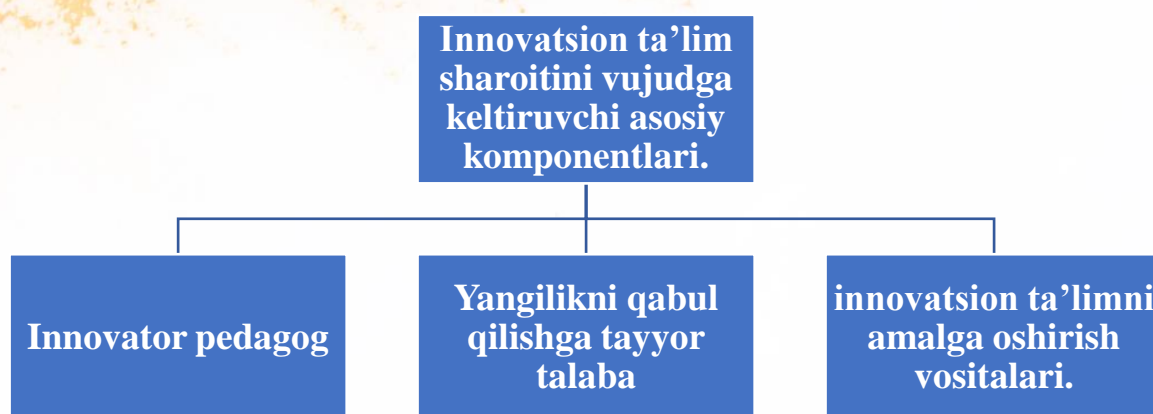 Innovatsion ta’lim
sharoitini vujudga
keltiruvchi asosiy
komponentlari.
Innovator pedagog
Yangilikni qabul
qilishga tayyor
talaba
innovatsion ta’limni
amalga oshirish
vositalari.